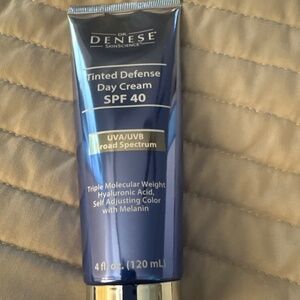 DR
DENESE
SKINSCIENCE
Tinted Defense
Day Cream
SPF 40
UVA/UVB
Broad Spectrum
Triple Molecular Weight
Hyaluronic Acid,
Self Adjusting Color
with Melanin
4 fl. oz. (120 mL)